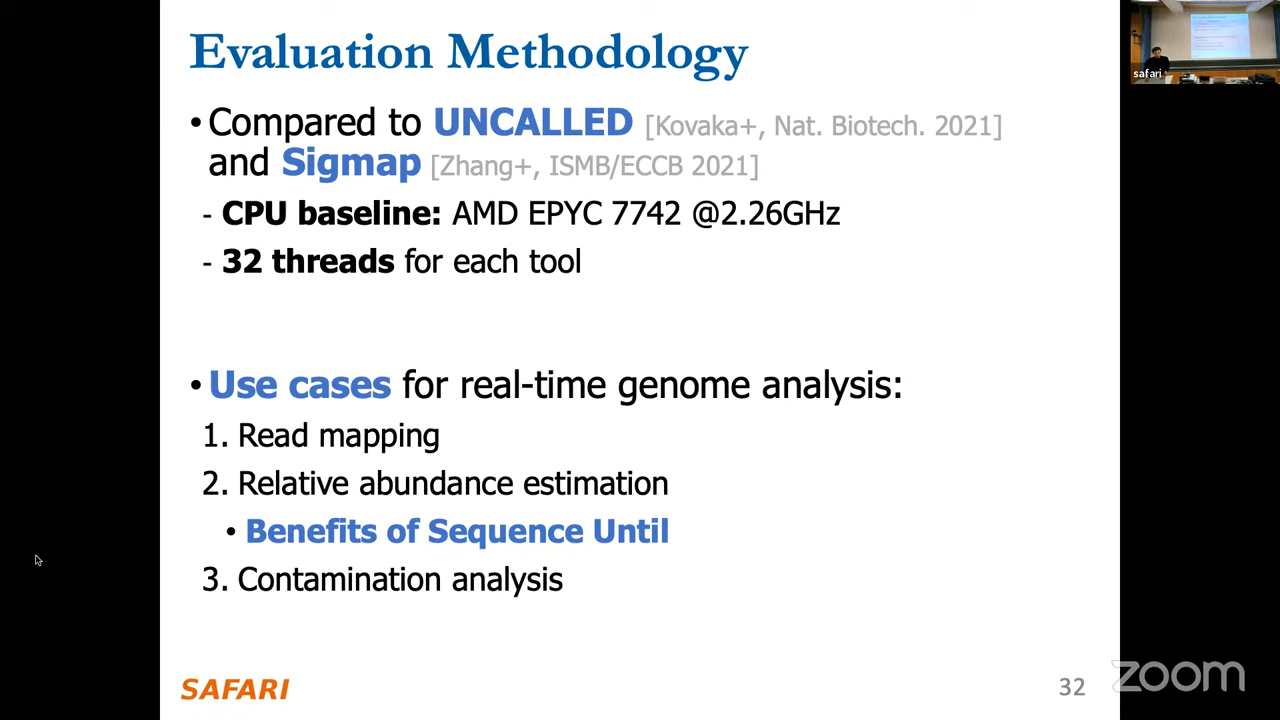 Evaluation Methodology
• Compared to UNCALLED [Kovaka+, Nat. Biotech. 2021]
and Sigmap [Zhang+, ISMB/ECCB 2021]
- CPU baseline: AMD EPYC 7742 @2.26GHz
- 32 threads for each tool
• Use cases for real-time genome analysis:
1. Read mapping
2. Relative abundance estimation
• Benefits of Sequence Until
3. Contamination analysis
SAFARI
32
zoom
safari